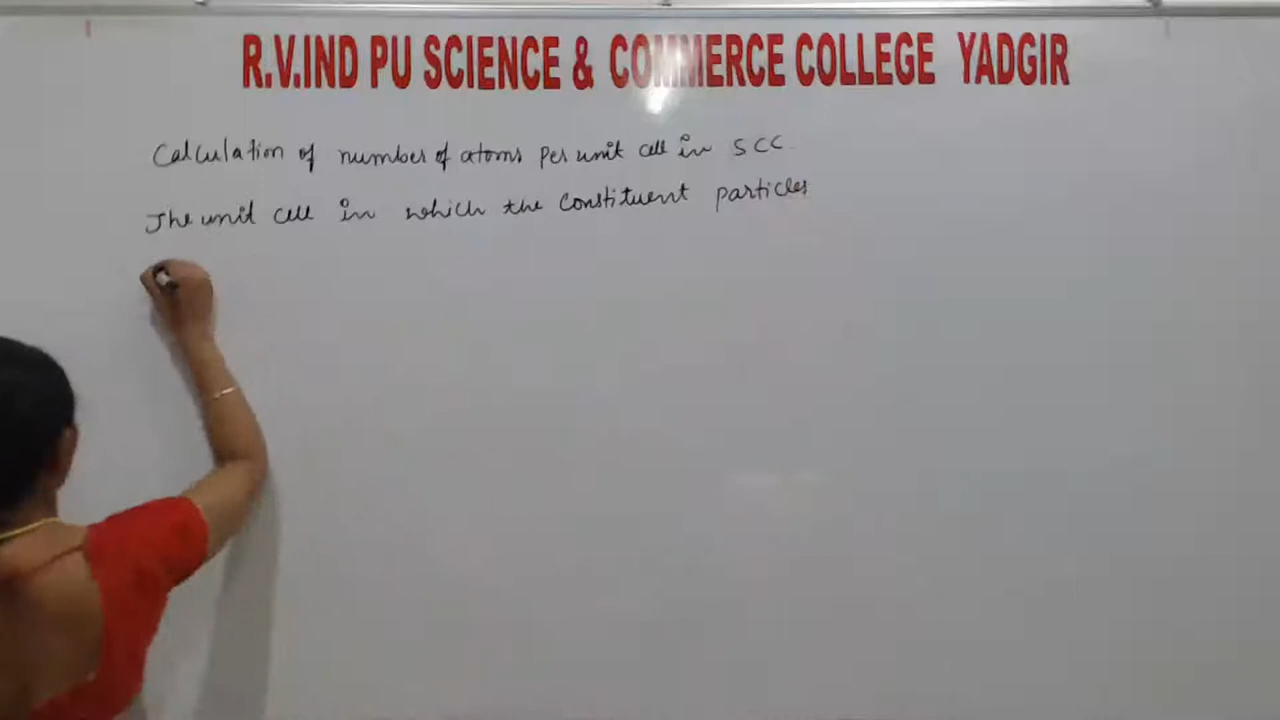 R.V.IND PU SCIENCE & COMMERCE COLLEGE YADGIR
Calculation of number of atoms Per unit cell in SCC
The unit cell in which the constituent particles